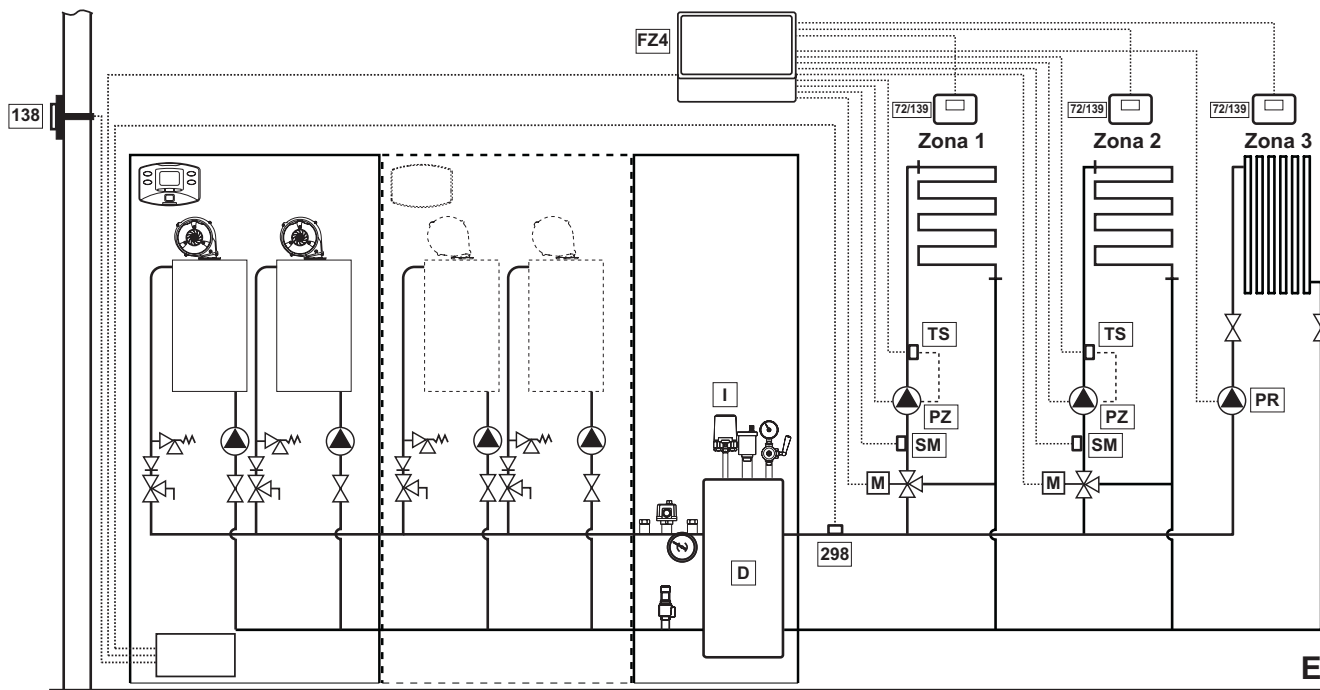 FZ4
138
72/139
72/139
72/139
Zona 1
Zona 2
Zona 3
TS
TS
I
PZ
PZ
PR
SM
SM
M
M
298
D
E